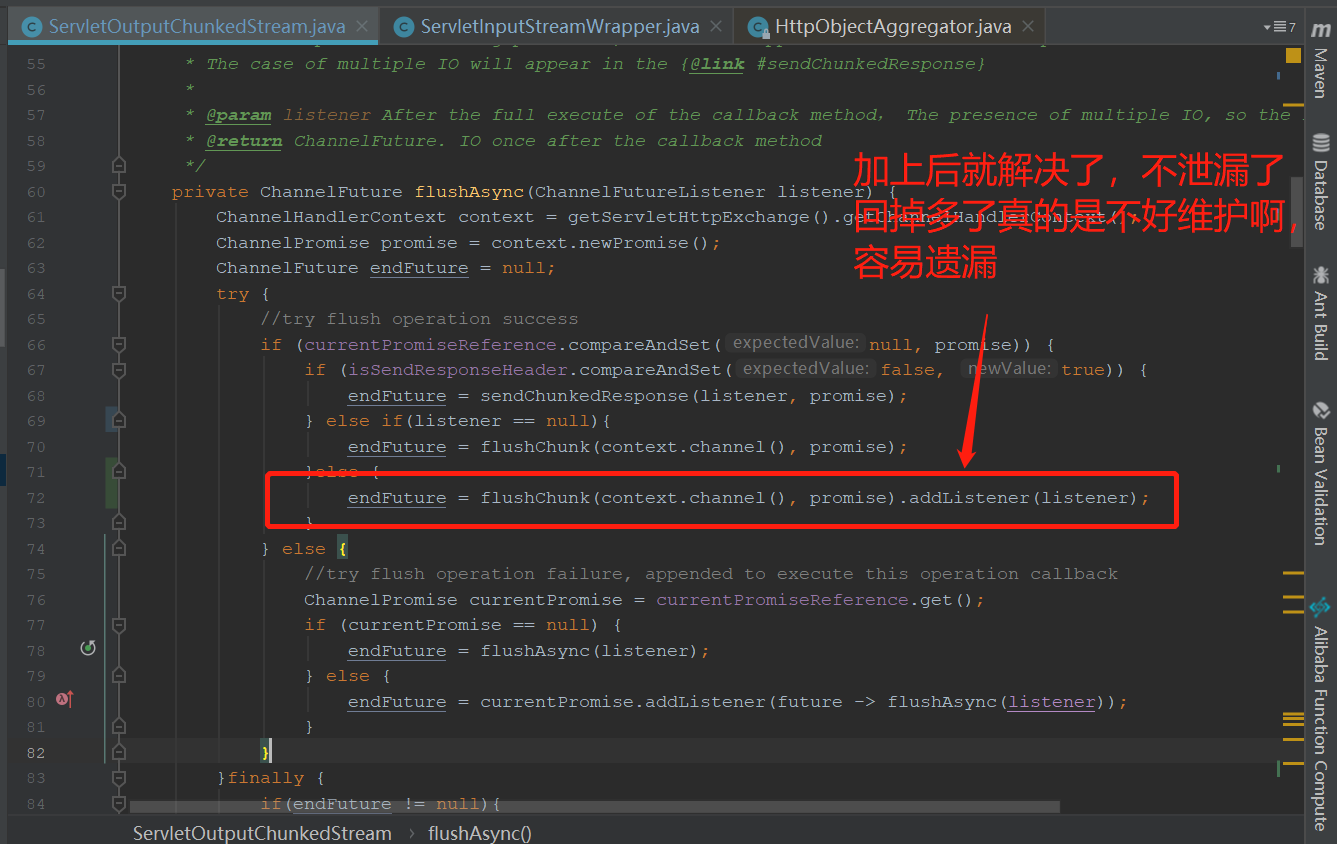 ServletOutputChunkedStream.java
ServletInputStreamWrapper.java
HttpObjectAggregator.java
7
55 * The case of multiple IO will appear in the {@link #sendChunkedResponse}
56 *
57 * @param listener After the full execute of the callback method, The presence of multiple IO, so the
58 * @return ChannelFuture. IO once after the callback method
59 */
60 private ChannelFuture flushAsync(ChannelFutureListener listener) {
61 ChannelHandlerContext context = getServletHttpExchange().getChannelHandlerContext();
62 ChannelPromise promise = context.newPromise();
63 ChannelFuture endFuture = null;
64 try {
65 //try flush operation success
66 if (currentPromiseReference.compareAndSet( expectedValue: null, promise)) {
67 if (isSendResponseHeader.compareAndSet( expectedValue: false, newValue: true)) {
68 endFuture = sendChunkedResponse(listener, promise);
69 } else if(listener == null){
70 endFuture = flushChunk(context.channel(), promise);
71 }else {
72 endFuture = flushChunk(context.channel(), promise).addListener(listener);
73 }
74 } else {
75 //try flush operation failure, appended to execute this operation callback
76 ChannelPromise currentPromise = currentPromiseReference.get();
77 if (currentPromise == null) {
78 endFuture = flushAsync(listener);
79 } else {
80 endFuture = currentPromise.addListener(future -> flushAsync(listener));
81 }
82 }
83 }finally {
84 if(endFuture != null){
加上后就解决了，不泄漏了
回掉多了真的是不好维护啊,
容易遗漏
ServletOutputChunkedStream › flushAsync()
m Maven
Database
Ant Build
Bean Validation
Alibaba Function Compute